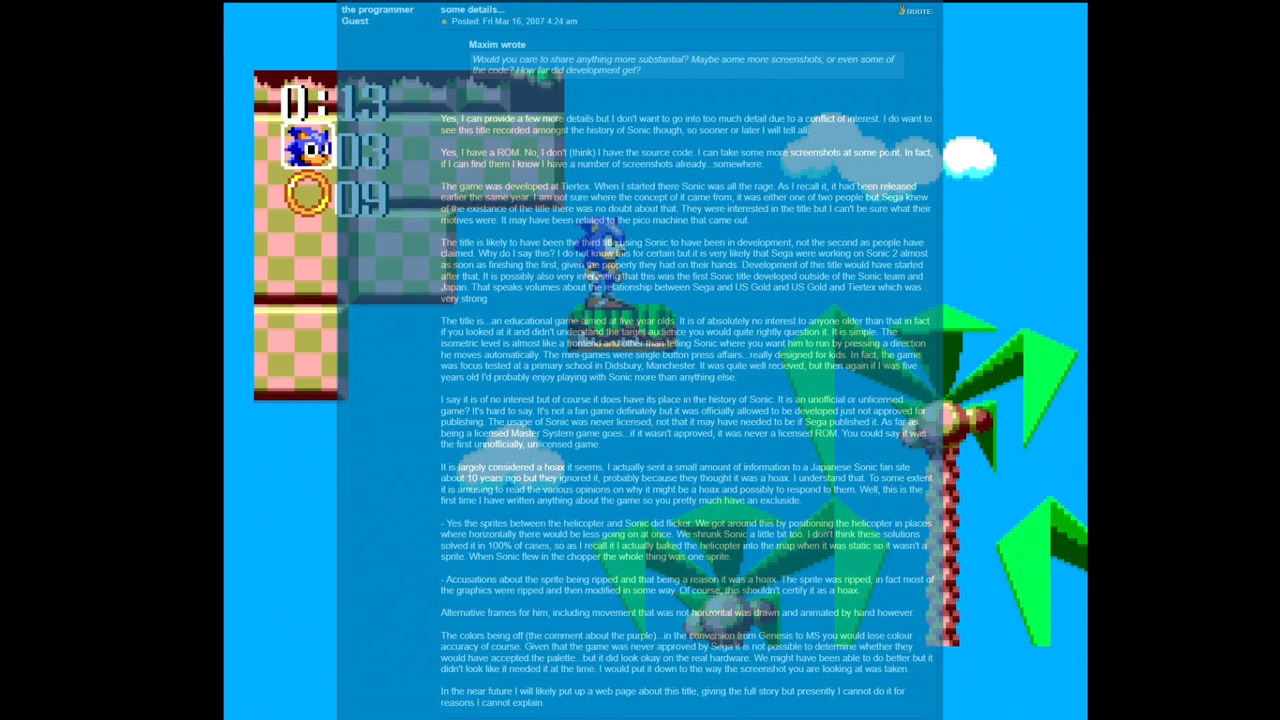 the programmer
Guest
some details...
QUOTE
Posted: Fri Mar 16, 2007 4:24 am
Maxim wrote
Would you care to share anything more substantial? Maybe some more screenshots, or even some of
the code? How far did development get?
0:13
03
09
Yes, I can provide a few more details but I don't want to go into too much detail due to a conflict of interest. I do want to
see this title recorded amongst the history of Sonic though, so sooner or later I will tell all.
Yes, I have a ROM. No, I don't (think) I have the source code. I can take some more screenshots at some point. In fact,
if I can find them I know I have a number of screenshots already...somewhere.
The game was developed at Tiertex. When I started there Sonic was all the rage. As I recall it, it had been released
earlier the same year. I am not sure where the concept of it came from, it was either one of two people but Sega knew
of the existance of the title there was no doubt about that. They were interested in the title but I can't be sure what their
motives were. It may have been related to the pico machine that came out.
The title is likely to have been the third title using Sonic to have been in development, not the second as people have
claimed. Why do I say this? I do not know this for certain but it is very likely that Sega were working on Sonic 2 almost
as soon as finishing the first, given the property they had on their hands. Development of this title would have started
after that. It is possibly also very interesting that this was the first Sonic title developed outside of the Sonic team and
Japan. That speaks volumes about the relationship between Sega and US Gold and US Gold and Tiertex which was
very strong
The title is...an educational game aimed at five year olds. It is of absolutely no interest to anyone older than that in fact
if you looked at it and didn't understand the target audience you would quite rightly question it. It is simple. The
isometric level is almost like a frontend and other than telling Sonic where you want him to run by pressing a direction
he moves automatically. The mini-games were single button press affairs...really designed for kids. In fact, the game
was focus tested at a primary school in Didsbury, Manchester. It was quite well recieved, but then again if I was five
years old I'd probably enjoy playing with Sonic more than anything else.
I say it is of no interest but of course it does have its place in the history of Sonic. It is an unofficial or unlicensed
game? It's hard to say. It's not a fan game definately but it was officially allowed to be developed just not approved for
publishing. The usage of Sonic was never licensed, not that it may have needed to be if Sega published it. As far as
being a licensed Master System game goes...if it wasn't approved, it was never a licensed ROM. You could say it was
the first unnofficially, unlicensed game.
It is largely considered a hoax it seems. I actually sent a small amount of information to a Japanese Sonic fan site
about 10 years ago but they ignored it, probably because they thought it was a hoax. I understand that. To some extent
it is amusing to read the various opinions on why it might be a hoax and possibly to respond to them. Well, this is the
first time I have written anything about the game so you pretty much have an excluside.
- Yes the sprites between the helicopter and Sonic did flicker. We got around this by positioning the helicopter in places
where horizontally there would be less going on at once. We shrunk Sonic a little bit too. I don't think these solutions
solved it in 100% of cases, so as I recall it I actually baked the helicopter into the map when it was static so it wasn't a
sprite. When Sonic flew in the chopper the whole thing was one sprite.
- Accusations about the sprite being ripped and that being a reason it was a hoax. The sprite was ripped, in fact most of
the graphics were ripped and then modified in some way. Of course, this shouldn't certify it as a hoax.
Alternative frames for him, including movement that was not horizontal was drawn and animated by hand however.
The colors being off (the comment about the purple)...in the conversion from Genesis to MS you would lose colour
accuracy of course. Given that the game was never approved by Sega it is not possible to determine whether they
would have accepted the palette...but it did look okay on the real hardware. We might have been able to do better but it
didn't look like it needed it at the time. I would put it down to the way the screenshot you are looking at was taken.
In the near future I will likely put up a web page about this title, giving the full story but presently I cannot do it for
reasons I cannot explain.